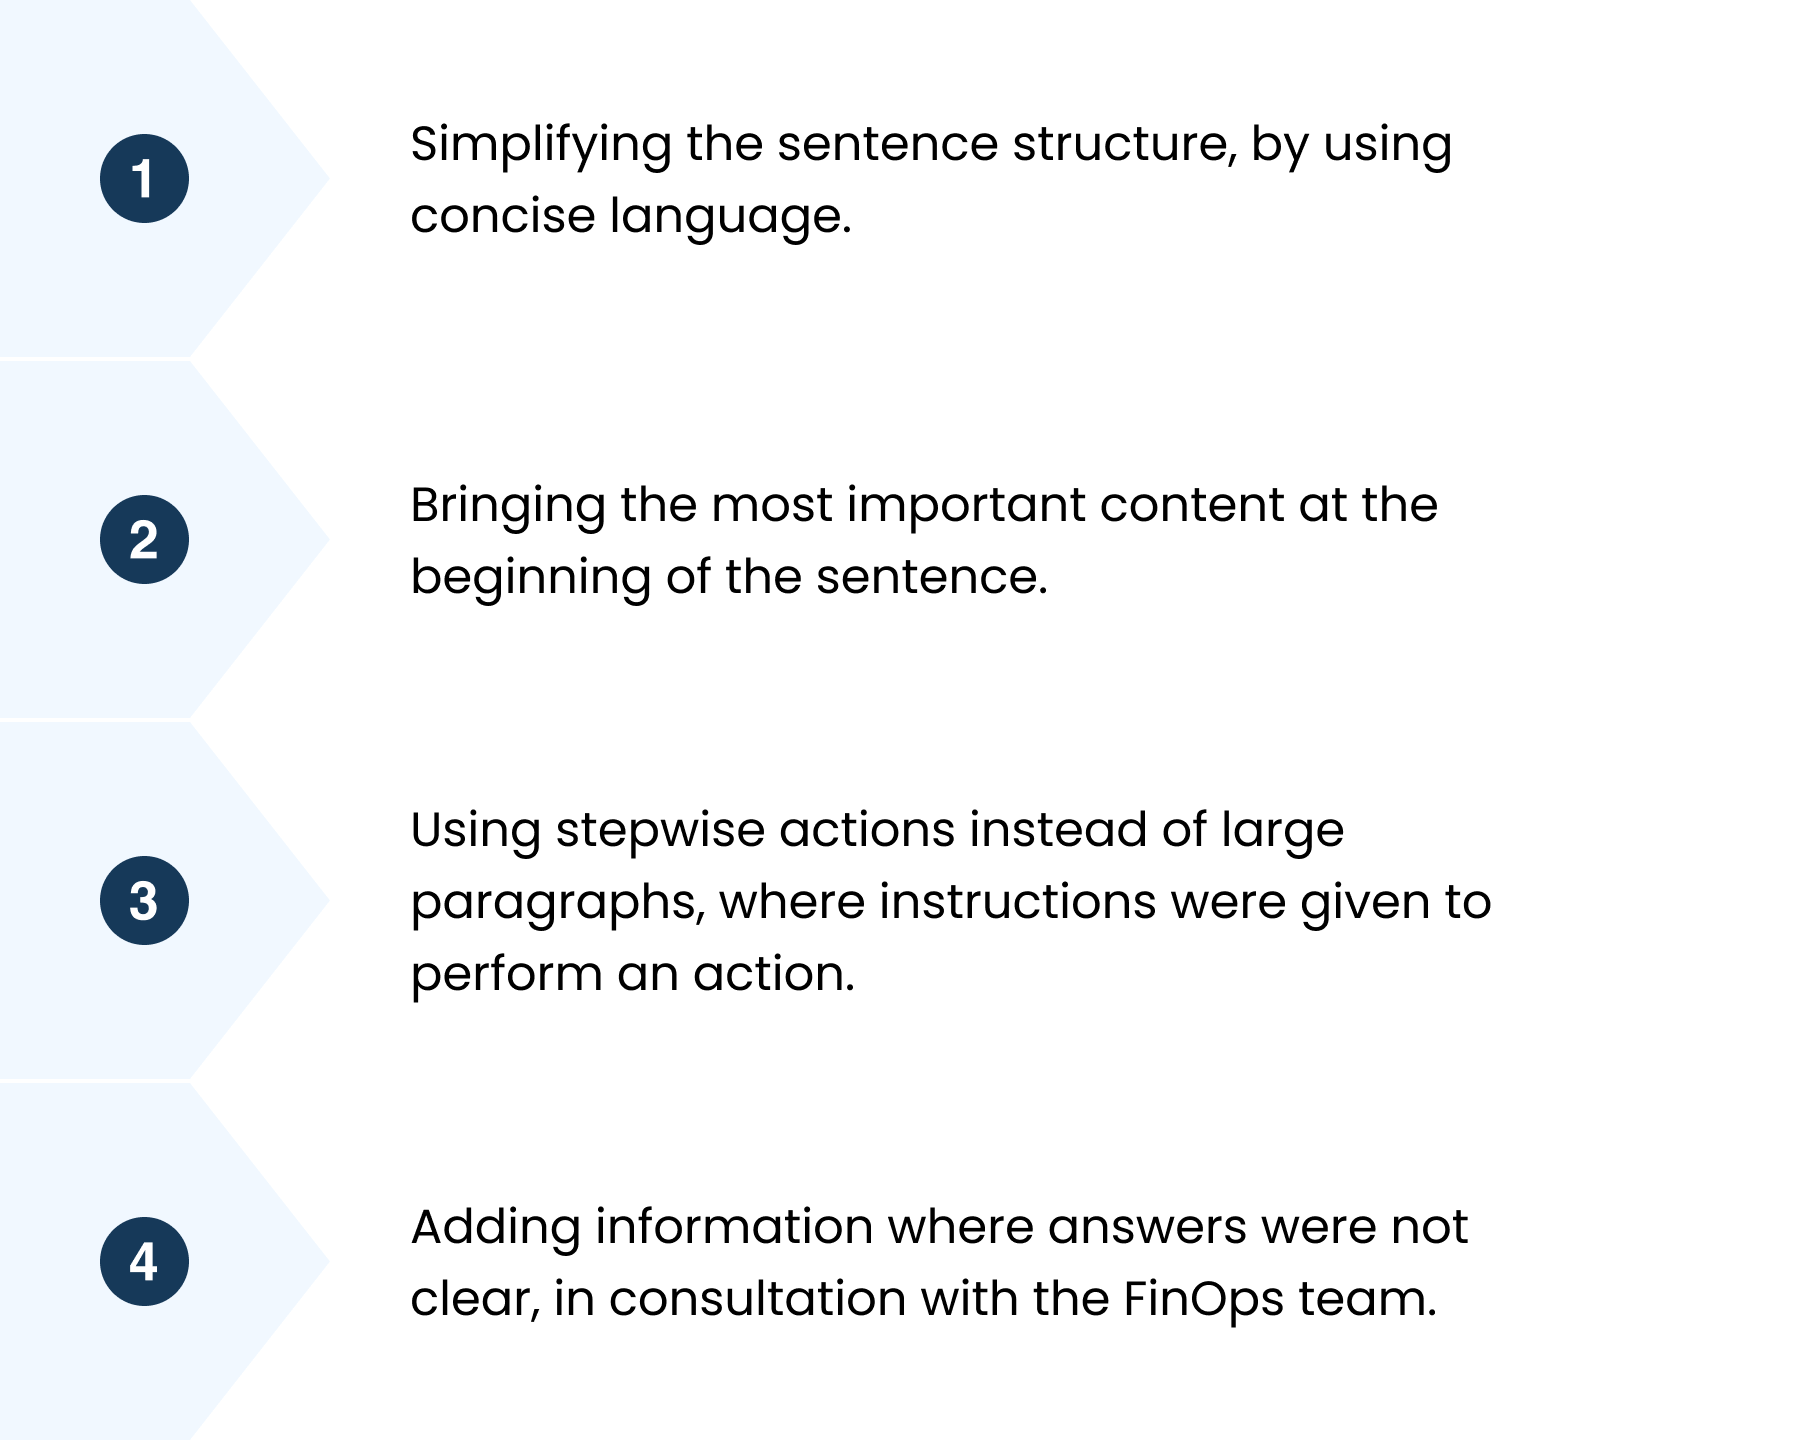 1
Simplifying the sentence structure, by using
concise language.
2
Bringing the most important content at the
beginning of the sentence.
3
Using stepwise actions instead of large
paragraphs, where instructions were given to
perform an action.
4
Adding information where answers were not
clear, in consultation with the FinOps team.